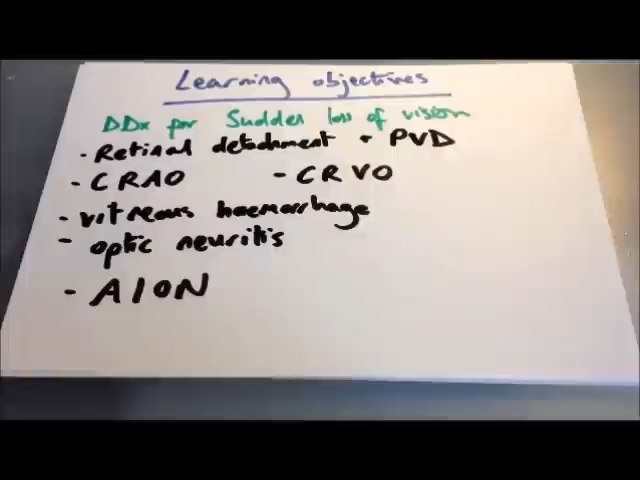 Learning objectives
DDx for Sudden loss of vision
- Retinal detachment + PVD
- CRAO - CRVO
- vitreous haemorrhage
- optic neuritis
- AION